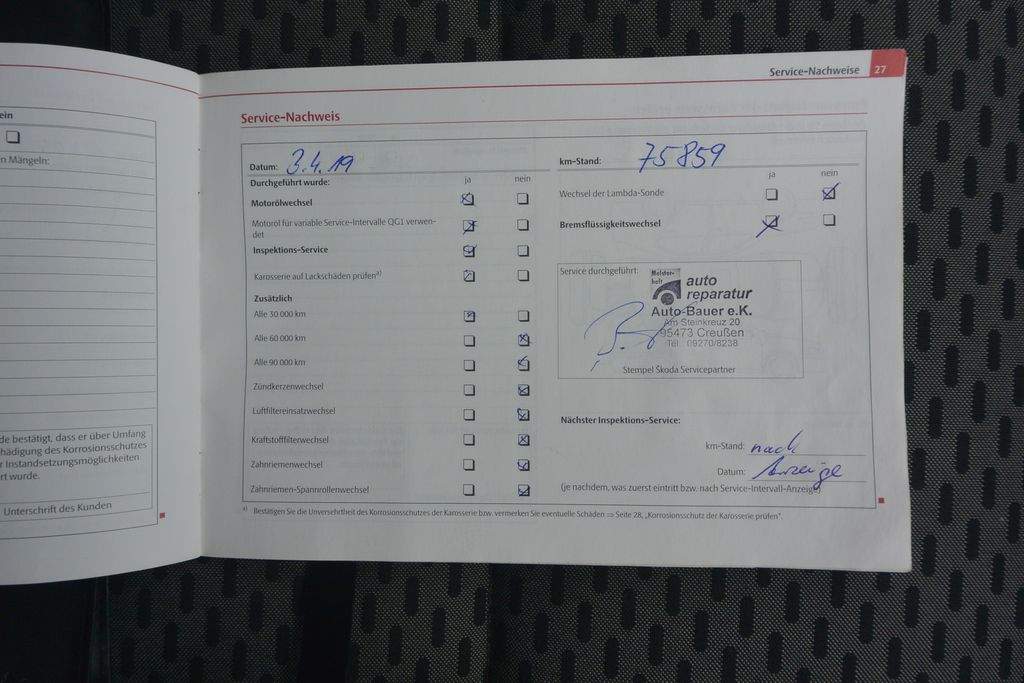 ein
n Mängeln:
de bestätigt, dass er über Umfang
hädigung des Korrosionsschutzes
r Instandsetzungsmöglichkeiten
rt wurde.
Unterschrift des Kunden
Service-Nachweise 27
Service-Nachweis
Datum: 3.4.19
Durchgeführt wurde: ja nein
Motorölwechsel
Motoröl für variable Service-Intervalle QG1 verwen-
det
Inspektions-Service
Karosserie auf Lackschäden prüfen a)
Zusätzlich
Alle 30 000 km
Alle 60 000 km
Alle 90 000 km
Zündkerzenwechsel
Luftfiltereinsatzwechsel
Kraftstofffilterwechsel
Zahnriemenwechsel
Zahnriemen-Spannrollenwechsel
km-Stand: 75859
ja nein
Wechsel der Lambda-Sonde
Bremsflüssigkeitswechsel
Service durchgeführt:
Meister-
haft
auto
reparatur
Auto-Bauer e.K.
Am Steinkreuz 20
95473 Creußen
Tel.: 09270/8238
Stempel Škoda Servicepartner
Nächster Inspektions-Service:
km-Stand: nach
Datum: Anzeige
(je nachdem, was zuerst eintritt bzw. nach Service-Intervall-Anzeige)
a) Bestätigen Sie die Unversehrtheit des Korrosionsschutzes der Karosserie bzw. vermerken Sie eventuelle Schäden ⇒ Seite 28, „Korrosionsschutz der Karosserie prüfen".